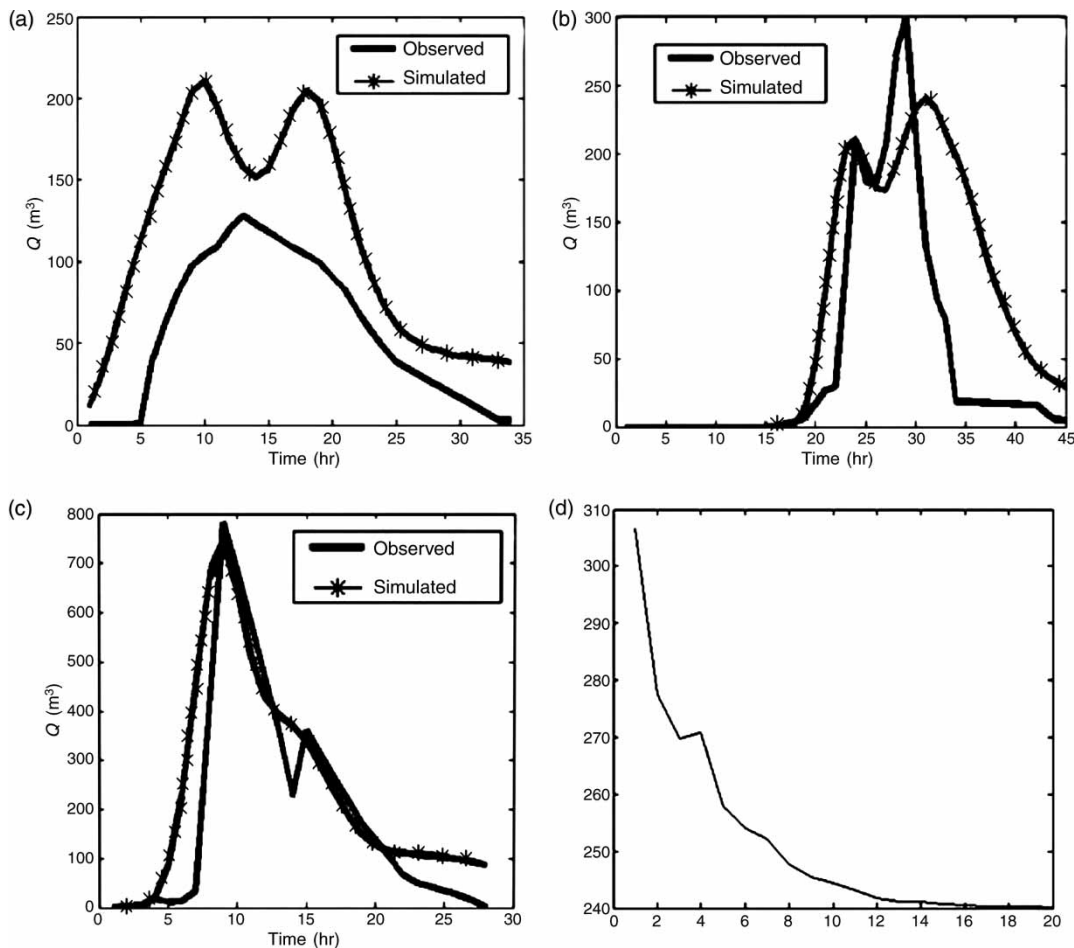 (a)
250
200
150
100
50
0
Q (m³)
0 5 10 15 20 25 30 35
Time (hr)
Observed
Simulated
(b)
300
250
200
150
100
50
0
Q (m³)
0 5 10 15 20 25 30 35 40 45
Time (hr)
Observed
Simulated
(c)
800
700
600
500
400
300
200
100
0
Q (m³)
0 5 10 15 20 25 30
Time (hr)
Observed
Simulated
(d)
310
300
290
280
270
260
250
240
0 2 4 6 8 10 12 14 16 18 20